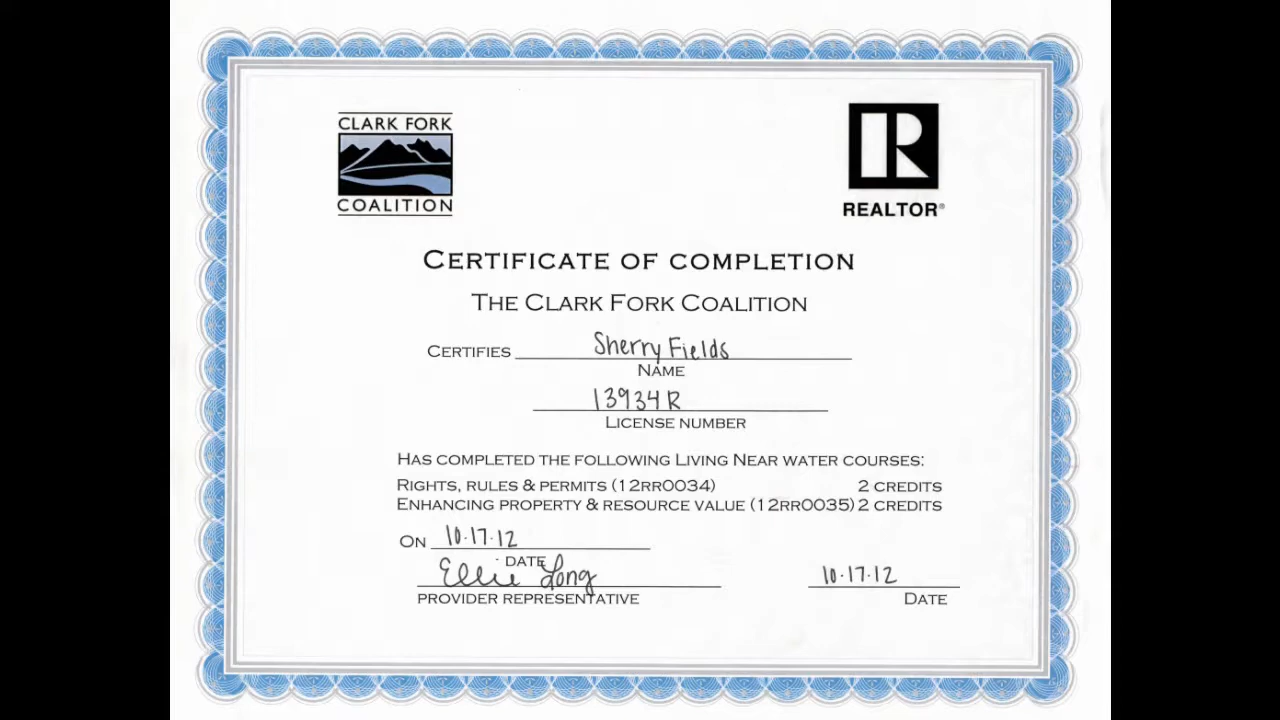 CLARK FORK
COALITION
R
REALTOR®
CERTIFICATE OF COMPLETION
THE CLARK FORK COALITION
CERTIFIES Sherry Fields
NAME
13934 R
LICENSE NUMBER
HAS COMPLETED THE FOLLOWING LIVING NEAR WATER COURSES:
RIGHTS, RULES & PERMITS (12RR0034) 2 CREDITS
ENHANCING PROPERTY & RESOURCE VALUE (12RR0035) 2 CREDITS
ON 10.17.12
DATE
Ellie Long 10.17.12
PROVIDER REPRESENTATIVE DATE